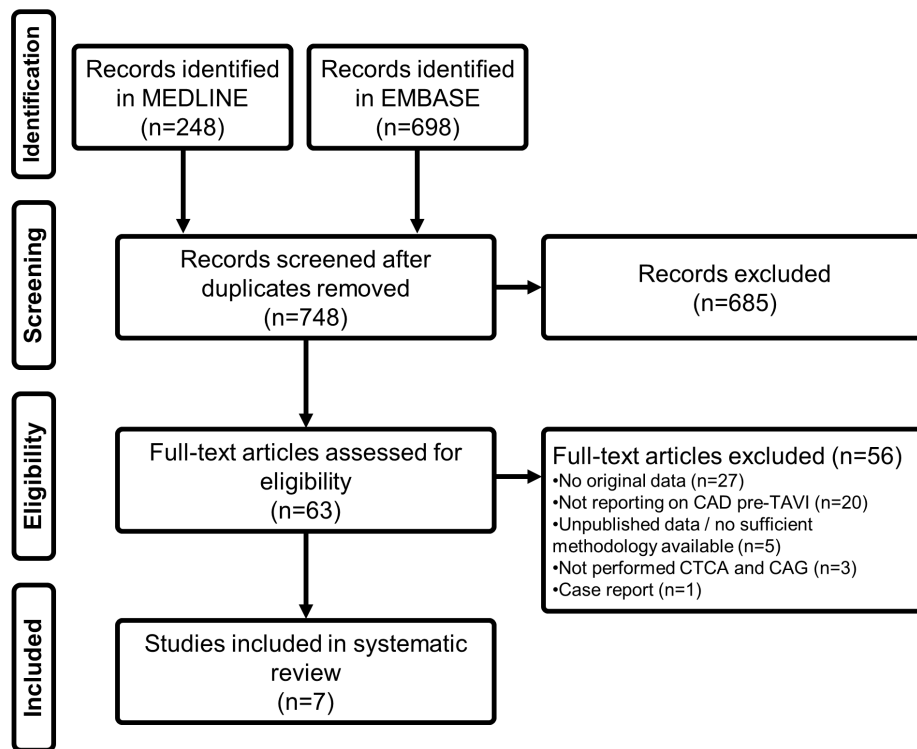 Identification
Records identified
in MEDLINE
(n=248)
Records identified
in EMBASE
(n=698)
Screening
Records screened after
duplicates removed
(n=748)
Records excluded
(n=685)
Eligibility
Full-text articles assessed for
eligibility
(n=63)
Full-text articles excluded (n=56)
•No original data (n=27)
•Not reporting on CAD pre-TAVI (n=20)
•Unpublished data / no sufficient
methodology available (n=5)
•Not performed CTCA and CAG (n=3)
•Case report (n=1)
Included
Studies included in systematic
review
(n=7)